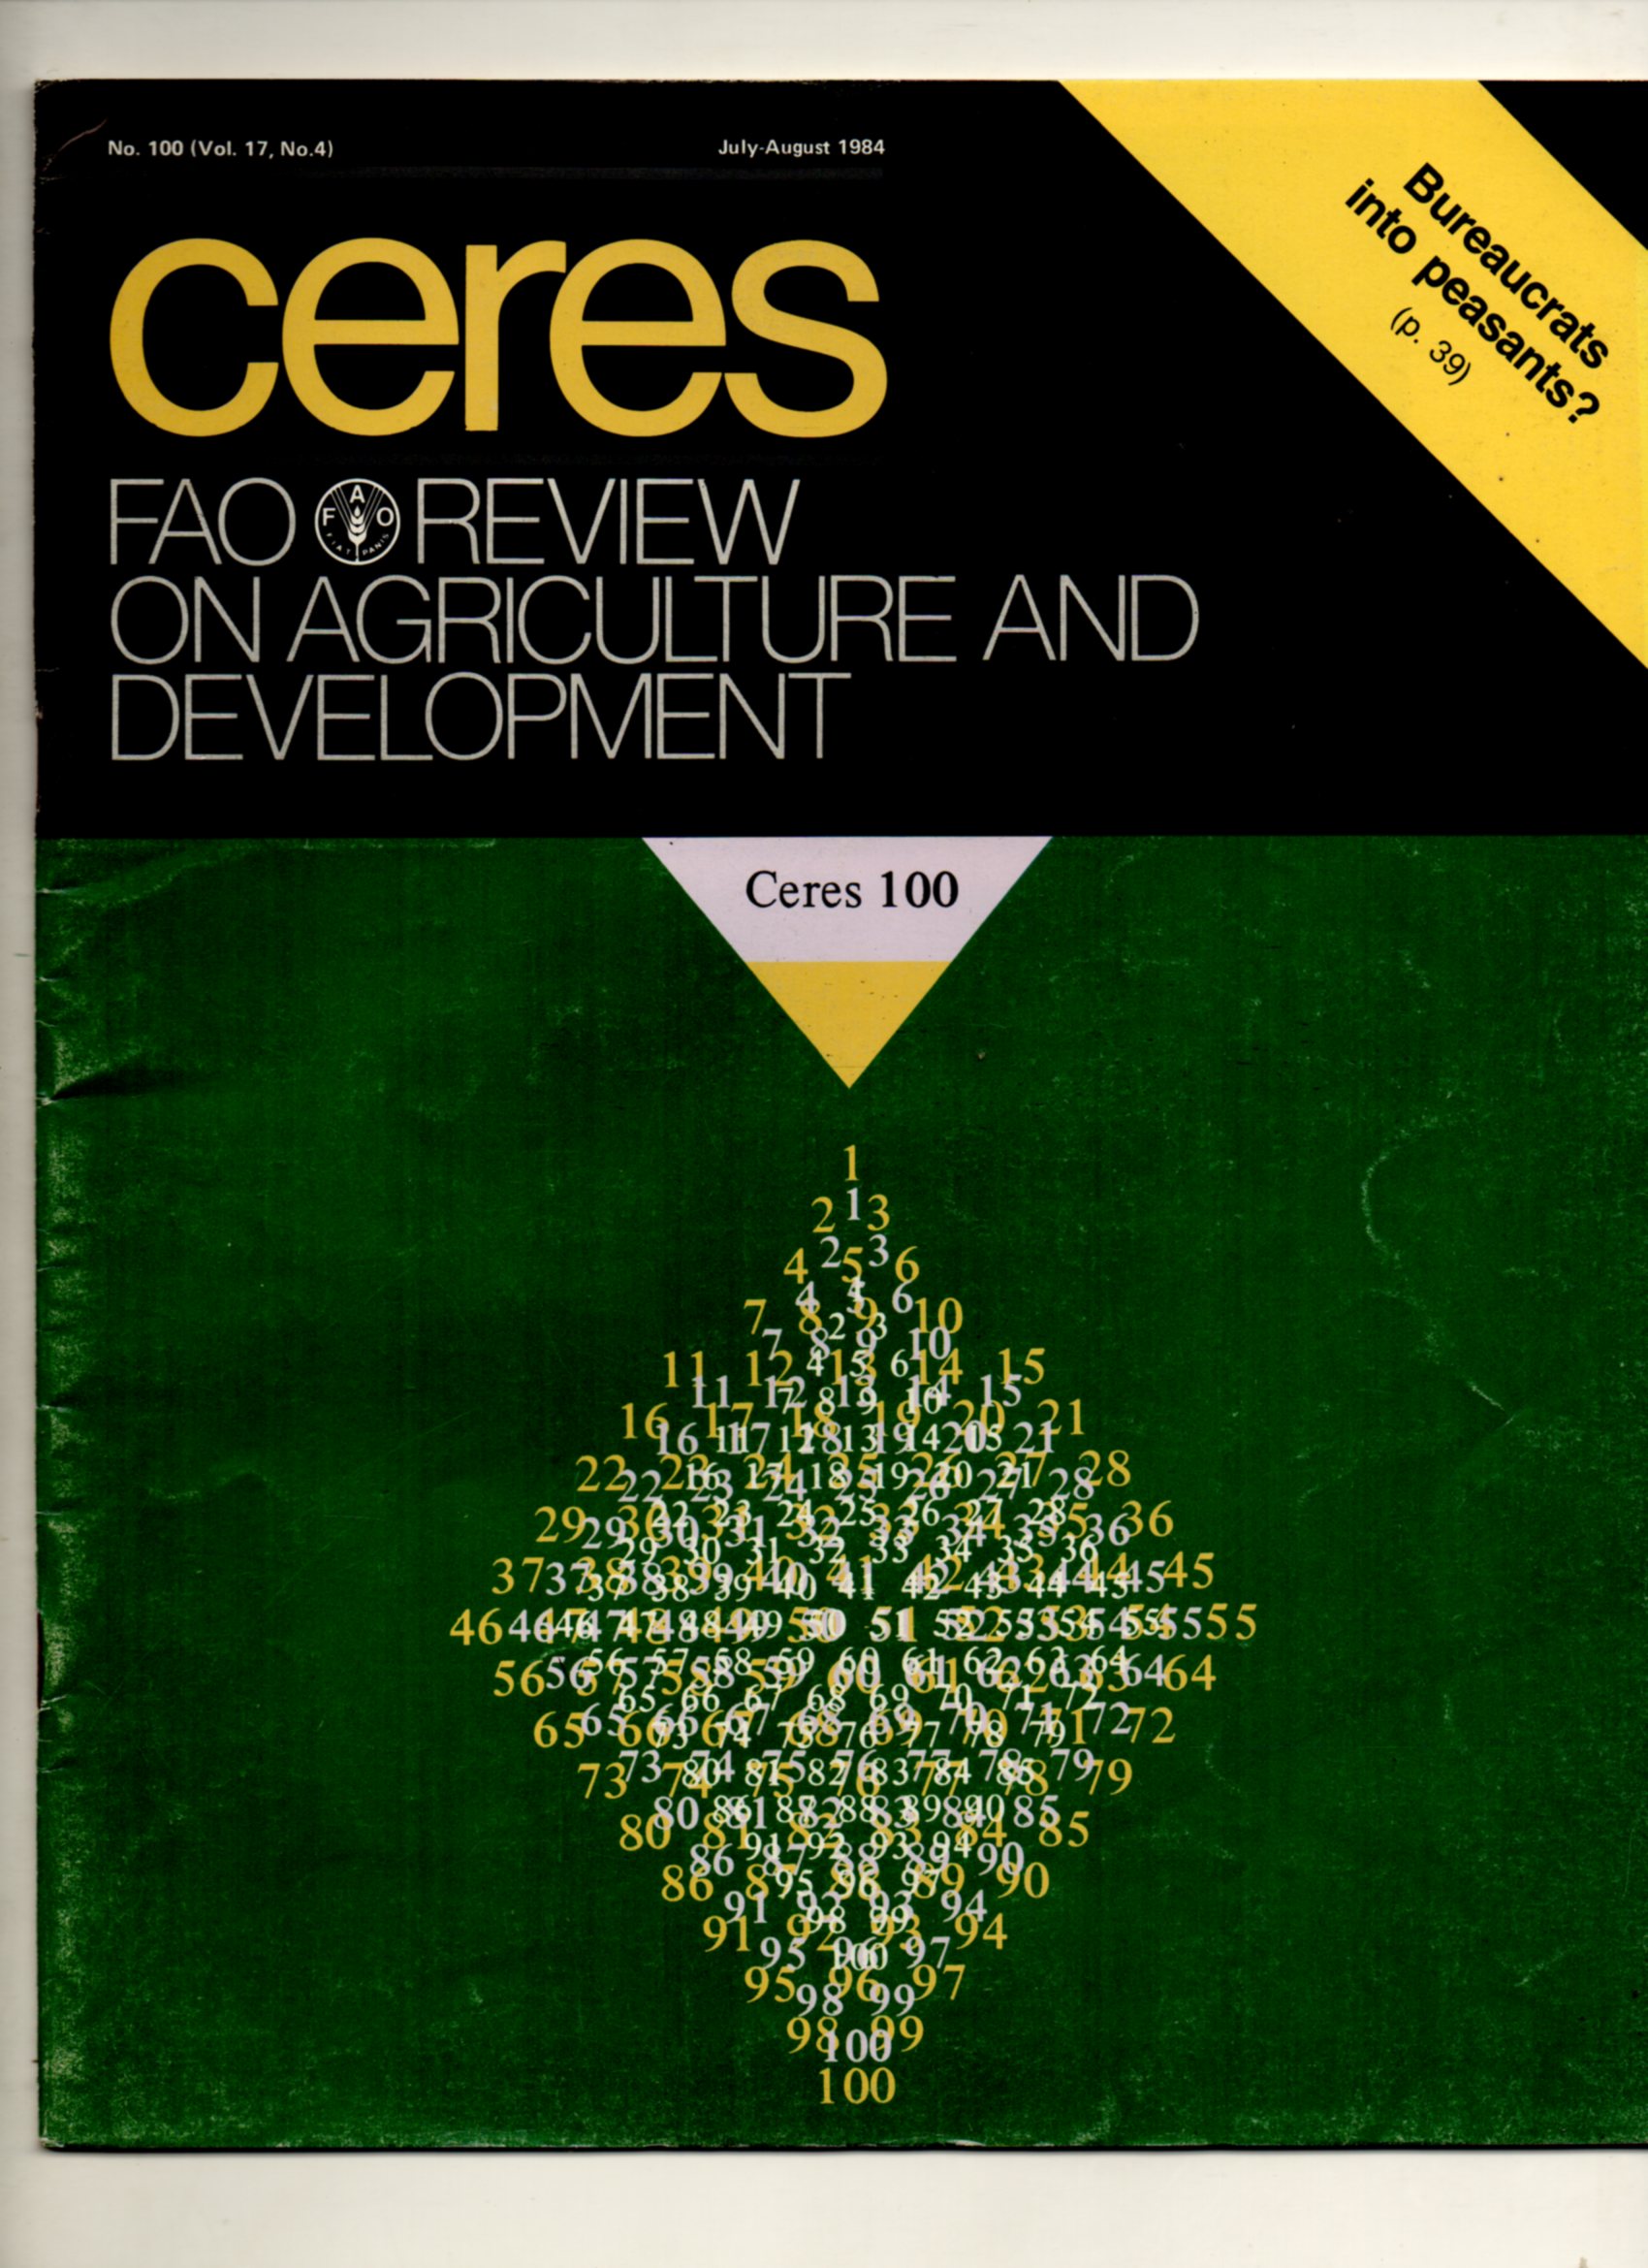 No. 100 (Vol. 17, No.4)
July-August 1984
Bureaucrats
into peasants?
(p. 39)
ceres
FAO FAO FIAT PANIS REVIEW
ON AGRICULTURE AND
DEVELOPMENT
Ceres 100
1
2 3
4 5 6
7 8 9 10
11 12 13 14 15
16 17 18 19 20 21
22 23 24 25 26 27 28
29 30 31 32 33 34 35 36
37 38 39 40 41 42 43 44 45
46 47 48 49 50 51 52 53 54 55
56 57 58 59 60 61 62 63 64
65 66 67 68 69 70 71 72
73 74 75 76 77 78 79
80 81 82 83 84 85
86 87 88 89 90
91 92 93 94
95 96 97
98 99
100